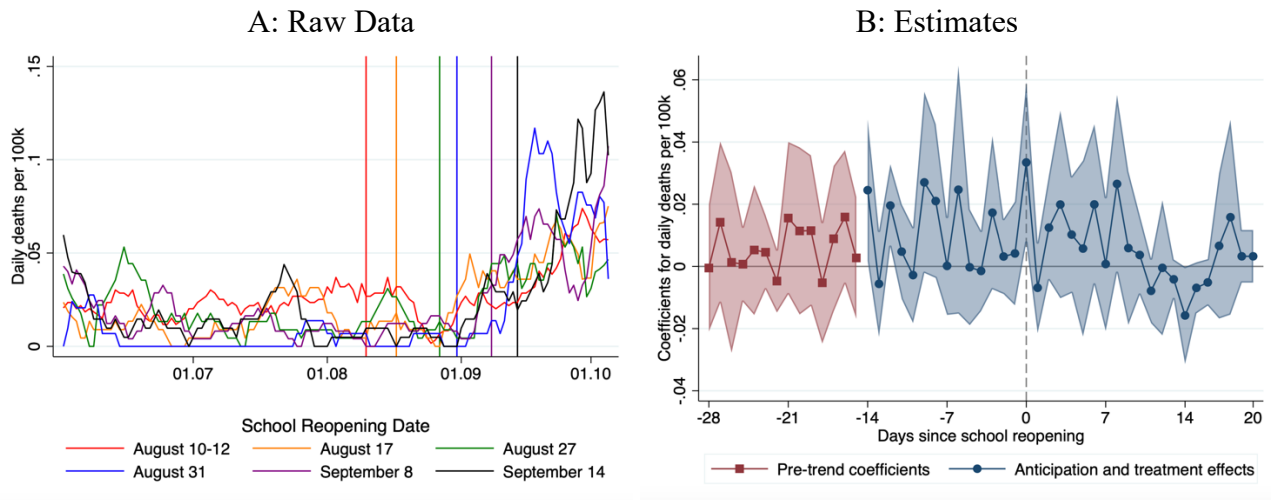 A: Raw Data
Daily deaths per 100k
.15
.1
.05
0
01.07 01.08 01.09 01.10
School Reopening Date
August 10-12 August 17 August 27
August 31 September 8 September 14
B: Estimates
Coefficients for daily deaths per 100k
.06
.04
.02
0
-.02
-.04
-28 -21 -14 -7 0 7 14 20
Days since school reopening
Pre-trend coefficients Anticipation and treatment effects